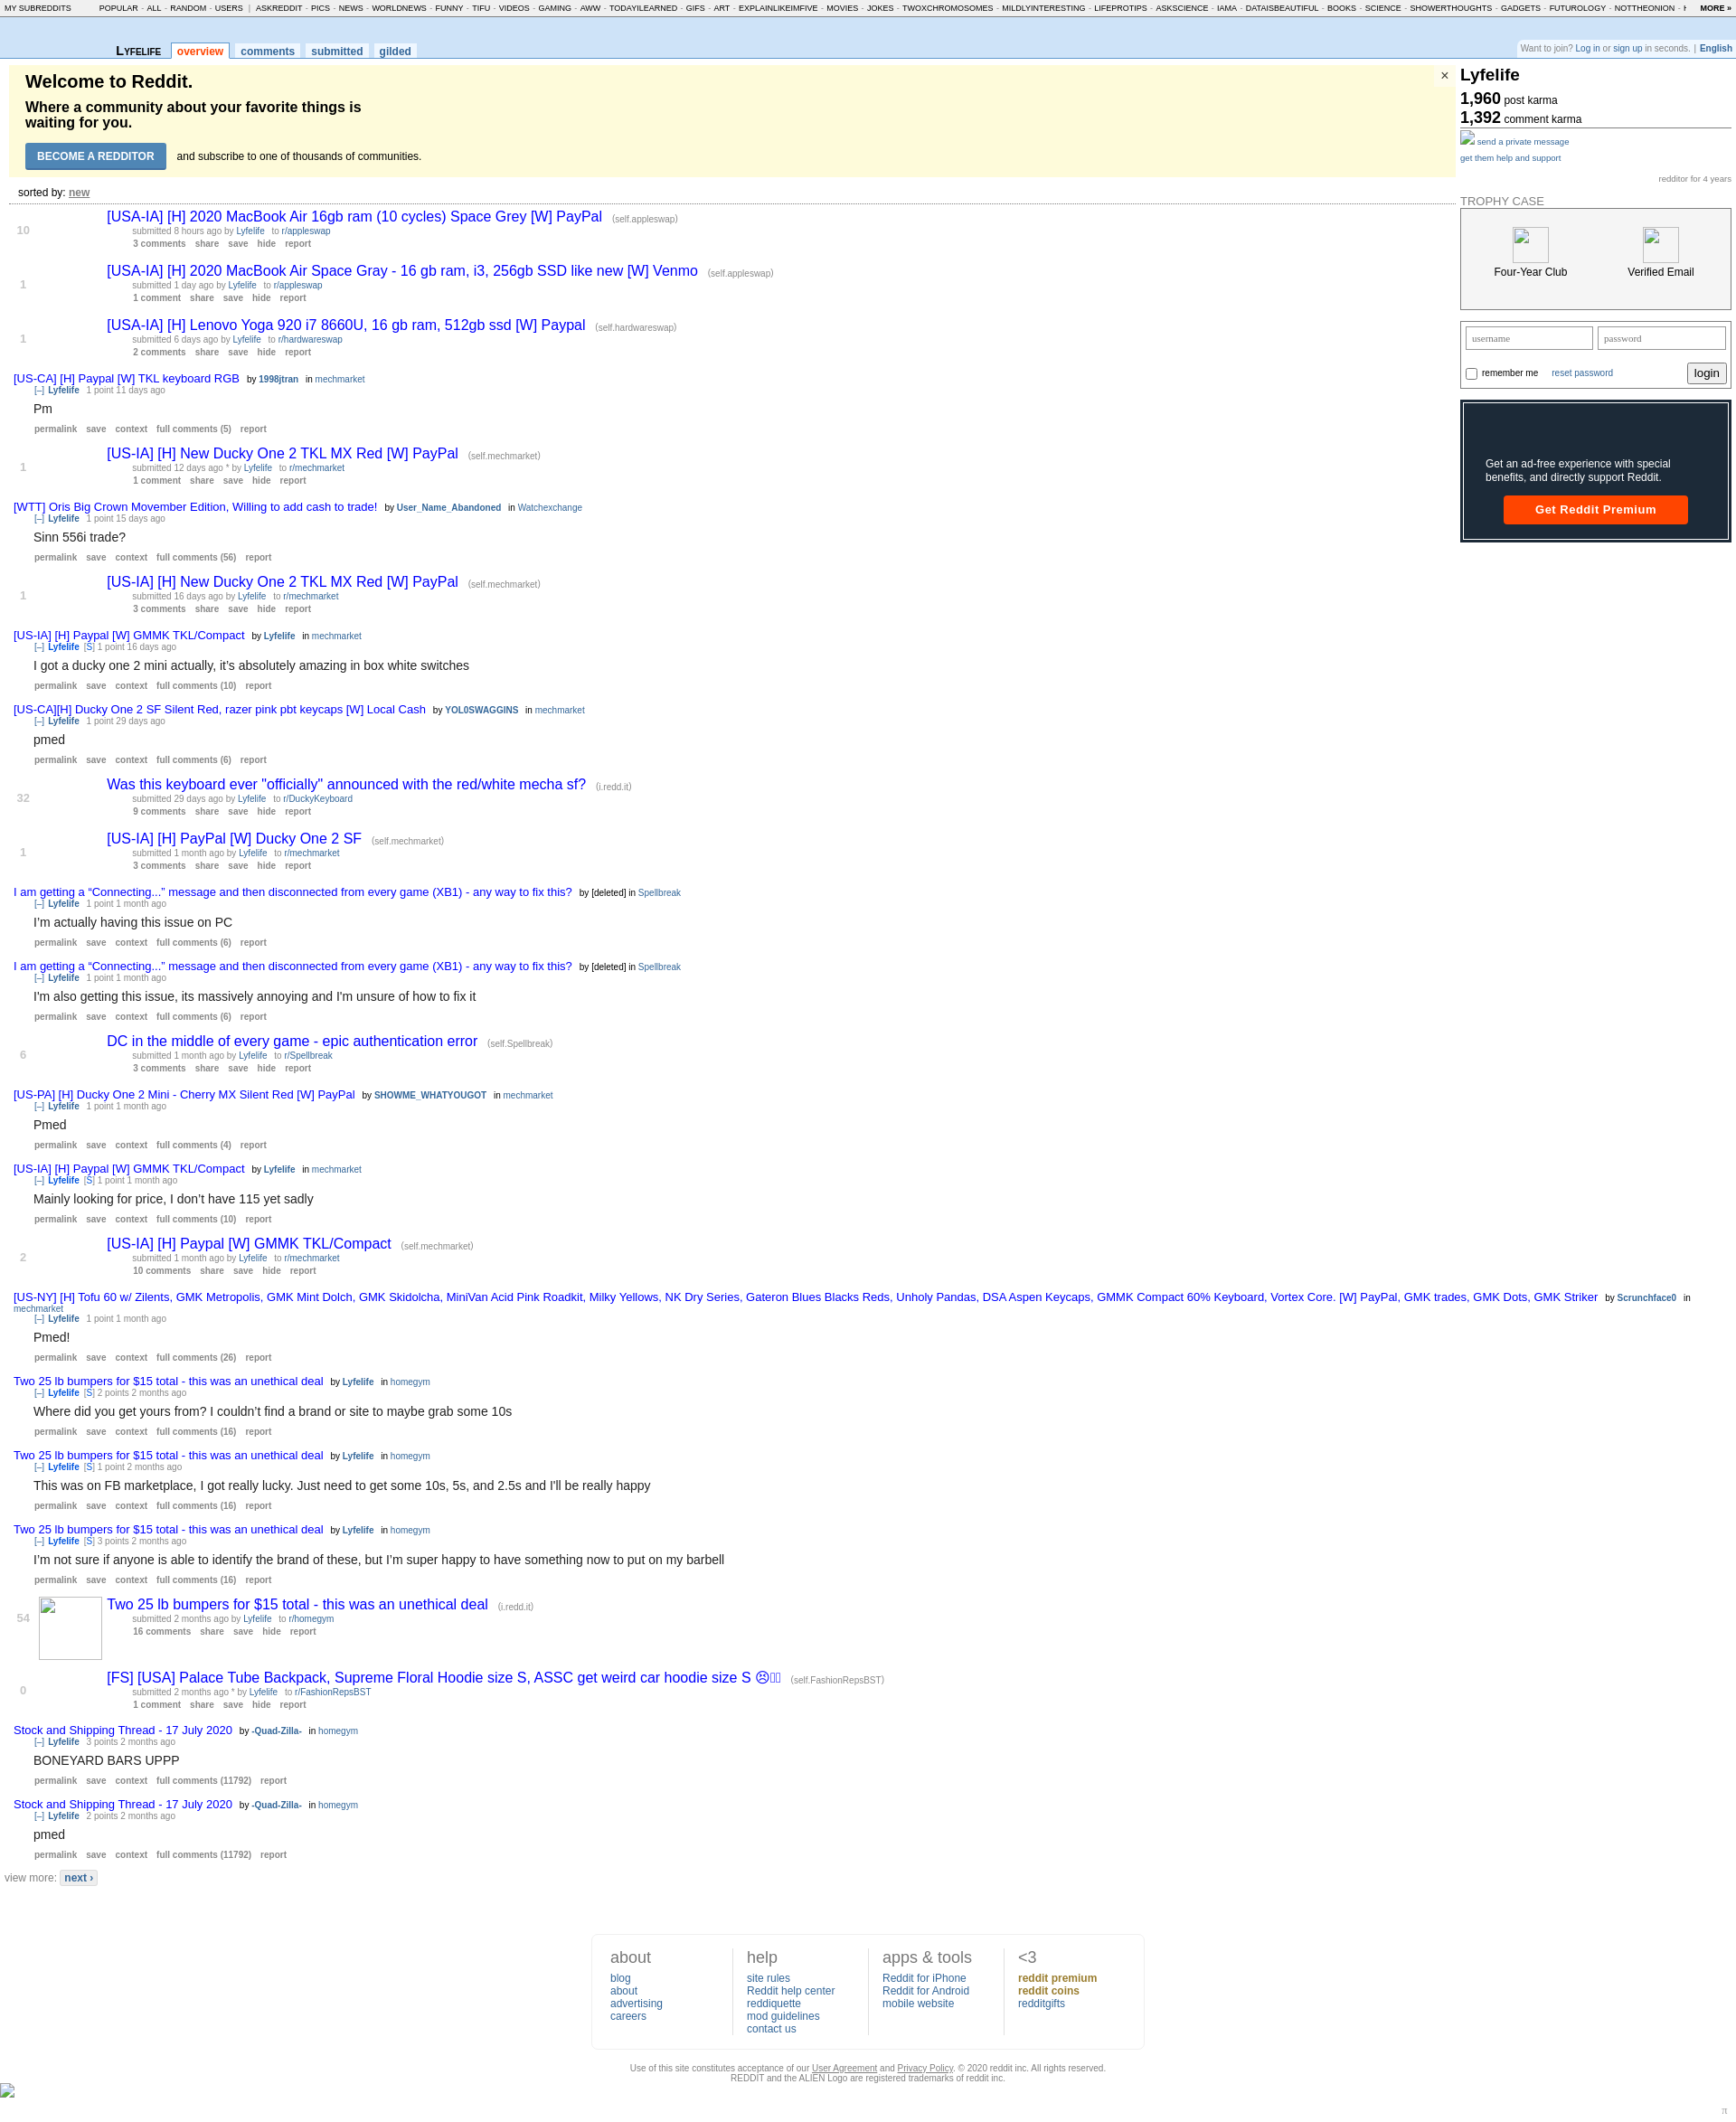 MY SUBREDDITS POPULAR - ALL - RANDOM - USERS | ASKREDDIT - PICS - NEWS - WORLDNEWS - FUNNY - TIFU - VIDEOS - GAMING - AWW - TODAYILEARNED - GIFS - ART - EXPLAINLIKEIMFIVE - MOVIES - JOKES - TWOXCHROMOSOMES - MILDLYINTERESTING - LIFEPROTIPS - ASKSCIENCE - IAMA - DATAISBEAUTIFUL - BOOKS - SCIENCE - SHOWERTHOUGHTS - GADGETS - FUTUROLOGY - NOTTHEONION - MORE »
LYFELIFE overview comments submitted gilded
Want to join? Log in or sign up in seconds. | English
Welcome to Reddit.
Where a community about your favorite things is
waiting for you.
BECOME A REDDITOR and subscribe to one of thousands of communities.
×
sorted by: new
10
[USA-IA] [H] 2020 MacBook Air 16gb ram (10 cycles) Space Grey [W] PayPal (self.appleswap)
submitted 8 hours ago by Lyfelife to r/appleswap
3 comments share save hide report
1
[USA-IA] [H] 2020 MacBook Air Space Gray - 16 gb ram, i3, 256gb SSD like new [W] Venmo (self.appleswap)
submitted 1 day ago by Lyfelife to r/appleswap
1 comment share save hide report
1
[USA-IA] [H] Lenovo Yoga 920 i7 8660U, 16 gb ram, 512gb ssd [W] Paypal (self.hardwareswap)
submitted 6 days ago by Lyfelife to r/hardwareswap
2 comments share save hide report
[US-CA] [H] Paypal [W] TKL keyboard RGB by 1998jtran in mechmarket
[–] Lyfelife 1 point 11 days ago
Pm
permalink save context full comments (5) report
1
[US-IA] [H] New Ducky One 2 TKL MX Red [W] PayPal (self.mechmarket)
submitted 12 days ago * by Lyfelife to r/mechmarket
1 comment share save hide report
[WTT] Oris Big Crown Movember Edition, Willing to add cash to trade! by User_Name_Abandoned in Watchexchange
[–] Lyfelife 1 point 15 days ago
Sinn 556i trade?
permalink save context full comments (56) report
1
[US-IA] [H] New Ducky One 2 TKL MX Red [W] PayPal (self.mechmarket)
submitted 16 days ago by Lyfelife to r/mechmarket
3 comments share save hide report
[US-IA] [H] Paypal [W] GMMK TKL/Compact by Lyfelife in mechmarket
[–] Lyfelife [S] 1 point 16 days ago
I got a ducky one 2 mini actually, it’s absolutely amazing in box white switches
permalink save context full comments (10) report
[US-CA][H] Ducky One 2 SF Silent Red, razer pink pbt keycaps [W] Local Cash by YOL0SWAGGINS in mechmarket
[–] Lyfelife 1 point 29 days ago
pmed
permalink save context full comments (6) report
32
Was this keyboard ever "officially" announced with the red/white mecha sf? (i.redd.it)
submitted 29 days ago by Lyfelife to r/DuckyKeyboard
9 comments share save hide report
1
[US-IA] [H] PayPal [W] Ducky One 2 SF (self.mechmarket)
submitted 1 month ago by Lyfelife to r/mechmarket
3 comments share save hide report
I am getting a “Connecting...” message and then disconnected from every game (XB1) - any way to fix this? by [deleted] in Spellbreak
[–] Lyfelife 1 point 1 month ago
I’m actually having this issue on PC
permalink save context full comments (6) report
I am getting a “Connecting...” message and then disconnected from every game (XB1) - any way to fix this? by [deleted] in Spellbreak
[–] Lyfelife 1 point 1 month ago
I'm also getting this issue, its massively annoying and I'm unsure of how to fix it
permalink save context full comments (6) report
6
DC in the middle of every game - epic authentication error (self.Spellbreak)
submitted 1 month ago by Lyfelife to r/Spellbreak
3 comments share save hide report
[US-PA] [H] Ducky One 2 Mini - Cherry MX Silent Red [W] PayPal by SHOWME_WHATYOUGOT in mechmarket
[–] Lyfelife 1 point 1 month ago
Pmed
permalink save context full comments (4) report
[US-IA] [H] Paypal [W] GMMK TKL/Compact by Lyfelife in mechmarket
[–] Lyfelife [S] 1 point 1 month ago
Mainly looking for price, I don’t have 115 yet sadly
permalink save context full comments (10) report
2
[US-IA] [H] Paypal [W] GMMK TKL/Compact (self.mechmarket)
submitted 1 month ago by Lyfelife to r/mechmarket
10 comments share save hide report
[US-NY] [H] Tofu 60 w/ Zilents, GMK Metropolis, GMK Mint Dolch, GMK Skidolcha, MiniVan Acid Pink Roadkit, Milky Yellows, NK Dry Series, Gateron Blues Blacks Reds, Unholy Pandas, DSA Aspen Keycaps, GMMK Compact 60% Keyboard, Vortex Core. [W] PayPal, GMK trades, GMK Dots, GMK Striker by Scrunchface0 in
mechmarket
[–] Lyfelife 1 point 1 month ago
Pmed!
permalink save context full comments (26) report
Two 25 lb bumpers for $15 total - this was an unethical deal by Lyfelife in homegym
[–] Lyfelife [S] 2 points 2 months ago
Where did you get yours from? I couldn’t find a brand or site to maybe grab some 10s
permalink save context full comments (16) report
Two 25 lb bumpers for $15 total - this was an unethical deal by Lyfelife in homegym
[–] Lyfelife [S] 1 point 2 months ago
This was on FB marketplace, I got really lucky. Just need to get some 10s, 5s, and 2.5s and I'll be really happy
permalink save context full comments (16) report
Two 25 lb bumpers for $15 total - this was an unethical deal by Lyfelife in homegym
[–] Lyfelife [S] 3 points 2 months ago
I’m not sure if anyone is able to identify the brand of these, but I’m super happy to have something now to put on my barbell
permalink save context full comments (16) report
54
Two 25 lb bumpers for $15 total - this was an unethical deal (i.redd.it)
submitted 2 months ago by Lyfelife to r/homegym
16 comments share save hide report
0
[FS] [USA] Palace Tube Backpack, Supreme Floral Hoodie size S, ASSC get weird car hoodie size S ☹ (self.FashionRepsBST)
submitted 2 months ago * by Lyfelife to r/FashionRepsBST
1 comment share save hide report
Stock and Shipping Thread - 17 July 2020 by -Quad-Zilla- in homegym
[–] Lyfelife 3 points 2 months ago
BONEYARD BARS UPPP
permalink save context full comments (11792) report
Stock and Shipping Thread - 17 July 2020 by -Quad-Zilla- in homegym
[–] Lyfelife 2 points 2 months ago
pmed
permalink save context full comments (11792) report
view more: next ›
Lyfelife
1,960 post karma
1,392 comment karma
send a private message
get them help and support
redditor for 4 years
TROPHY CASE
Four-Year Club Verified Email
username password
remember me reset password login
Get an ad-free experience with special
benefits, and directly support Reddit.
Get Reddit Premium
about
blog
about
advertising
careers
help
site rules
Reddit help center
reddiquette
mod guidelines
contact us
apps & tools
Reddit for iPhone
Reddit for Android
mobile website
<3
reddit premium
reddit coins
redditgifts
Use of this site constitutes acceptance of our User Agreement and Privacy Policy. © 2020 reddit inc. All rights reserved.
REDDIT and the ALIEN Logo are registered trademarks of reddit inc.
π